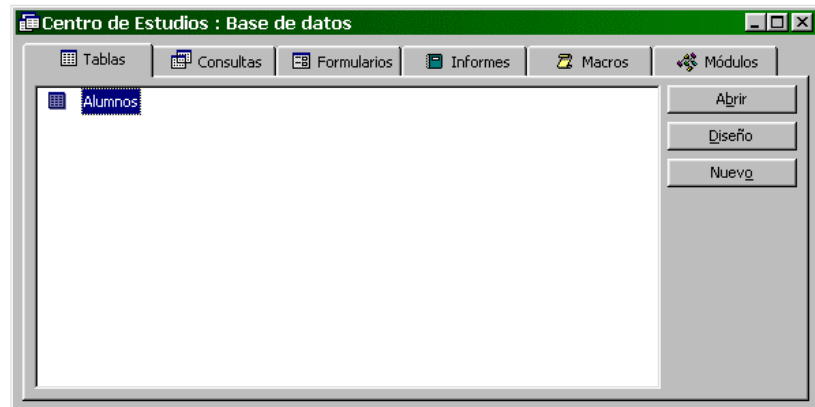 Centro de Estudios : Base de datos
Tablas Consultas Formularios Informes Macros Módulos
Alumnos
Abrir
Diseño
Nuevo